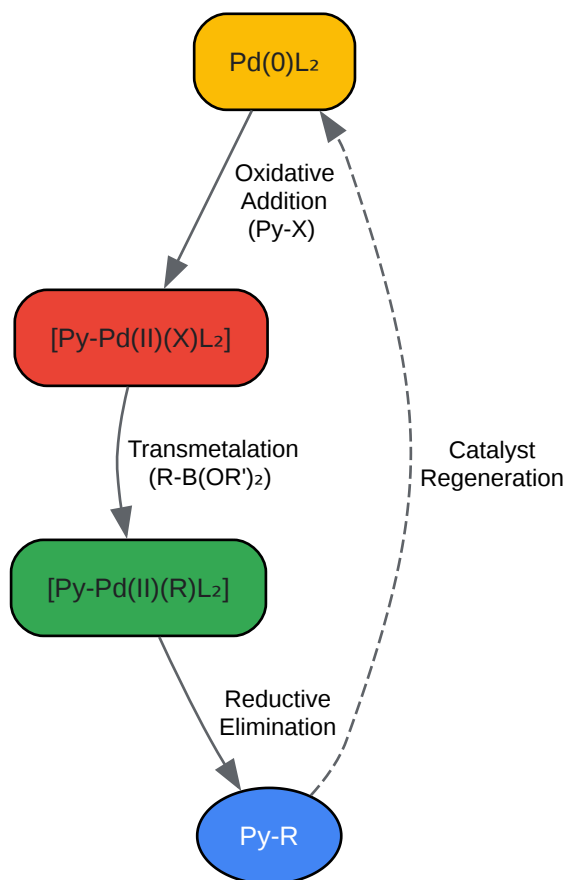 Pd(0)L₂
Oxidative
Addition
(Py-X)
[Py-Pd(II)(X)L₂]
Transmetalation
(R-B(OR')₂)
Catalyst
Regeneration
[Py-Pd(II)(R)L₂]
Reductive
Elimination
Py-R